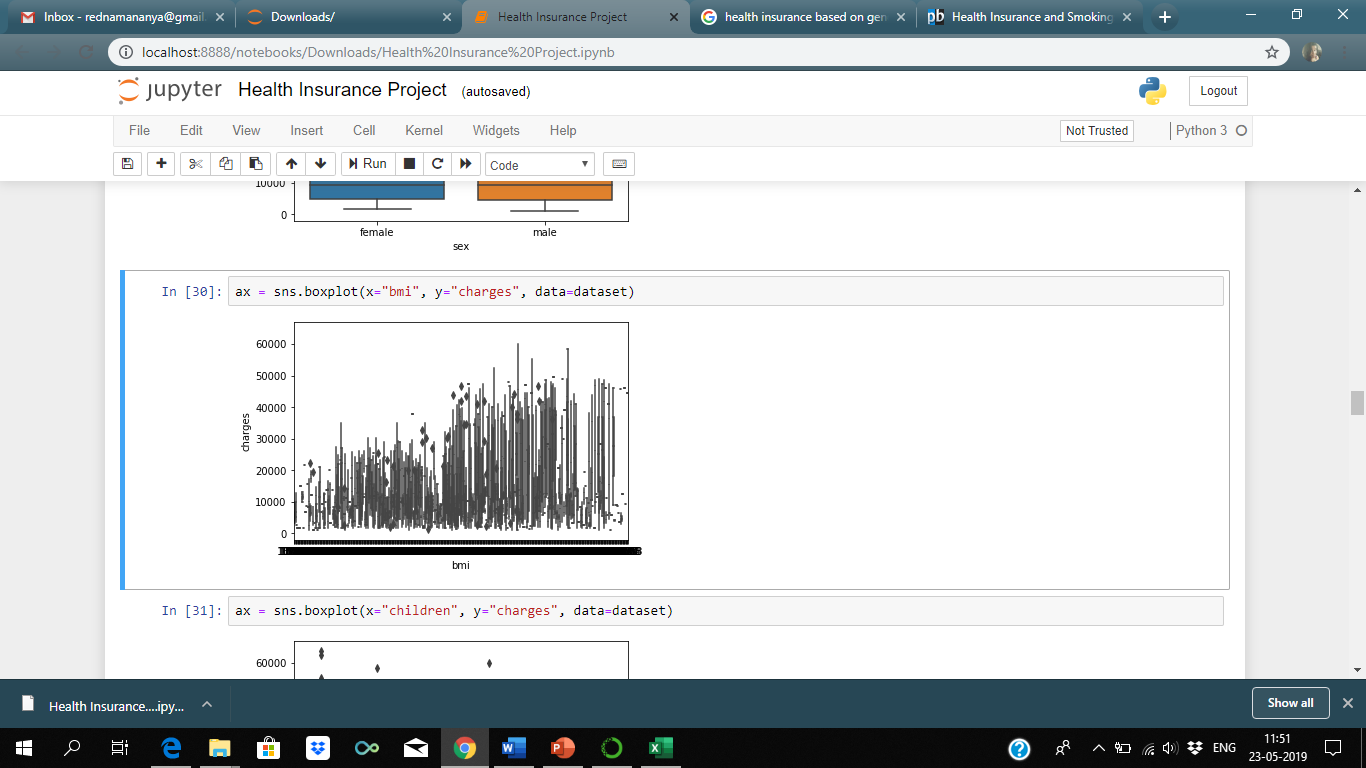 Inbox - rednamananya@gmail.
Downloads/
Health Insurance Project
health insurance based on gen
Health Insurance and Smoking
localhost:8888/notebooks/Downloads/Health%20Insurance%20Project.ipynb
jupyter Health Insurance Project (autosaved)
Logout
File Edit View Insert Cell Kernel Widgets Help
Not Trusted
Python 3
Run
Code
10000
0
female male
sex
In [30]: ax = sns.boxplot(x="bmi", y="charges", data=dataset)
60000
50000
40000
30000
20000
10000
0
charges
bmi
In [31]: ax = sns.boxplot(x="children", y="charges", data=dataset)
60000
Health Insurance....ipy...
Show all
ENG
11:51
23-05-2019